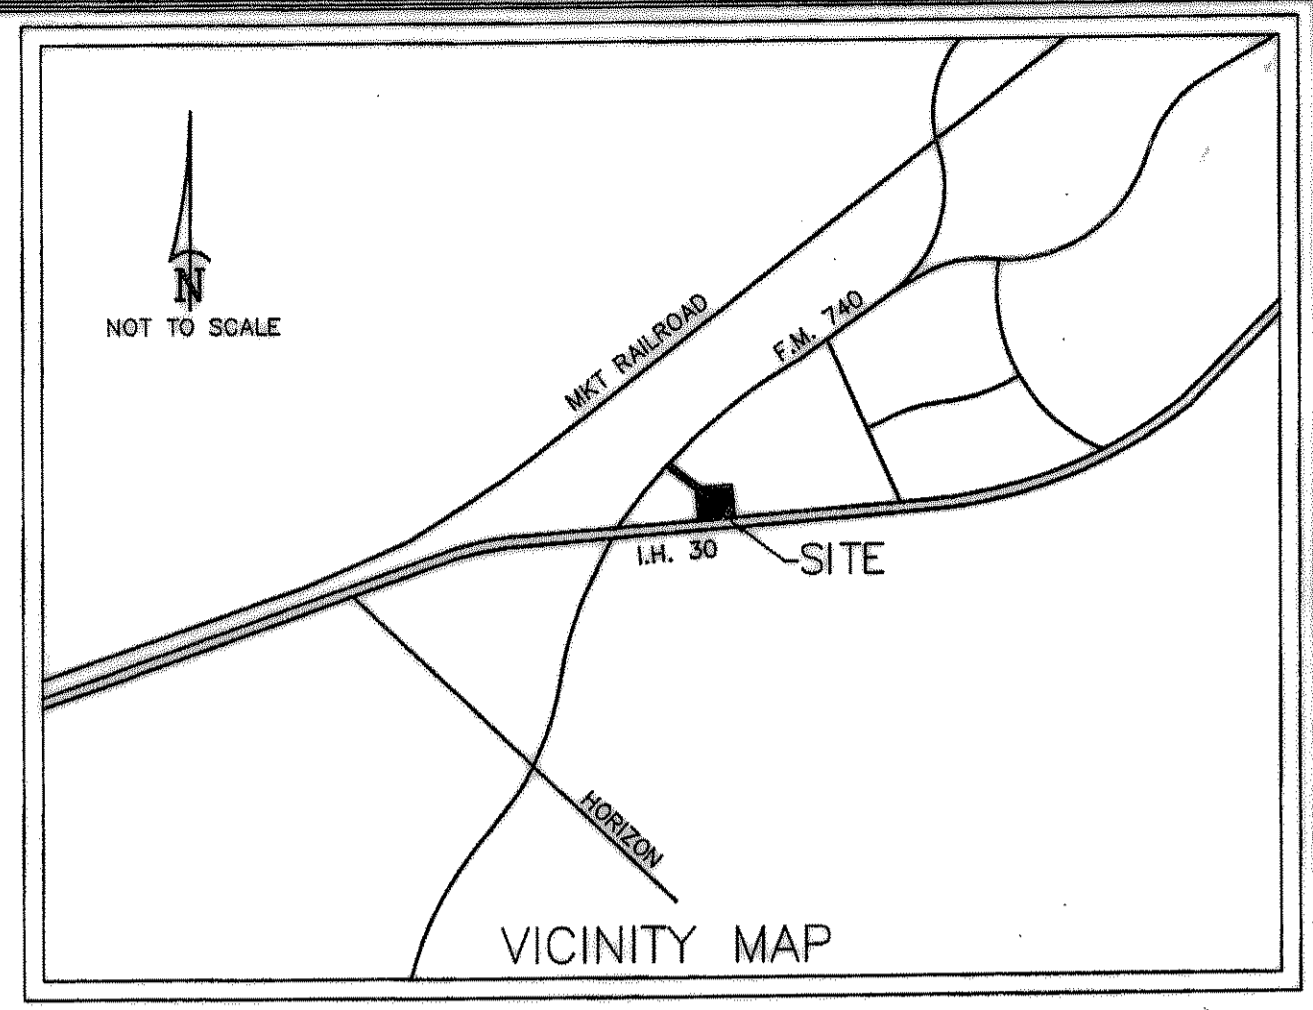 N
NOT TO SCALE
MKT RAILROAD
F.M. 740
I.H. 30
SITE
HORIZON
VICINITY MAP